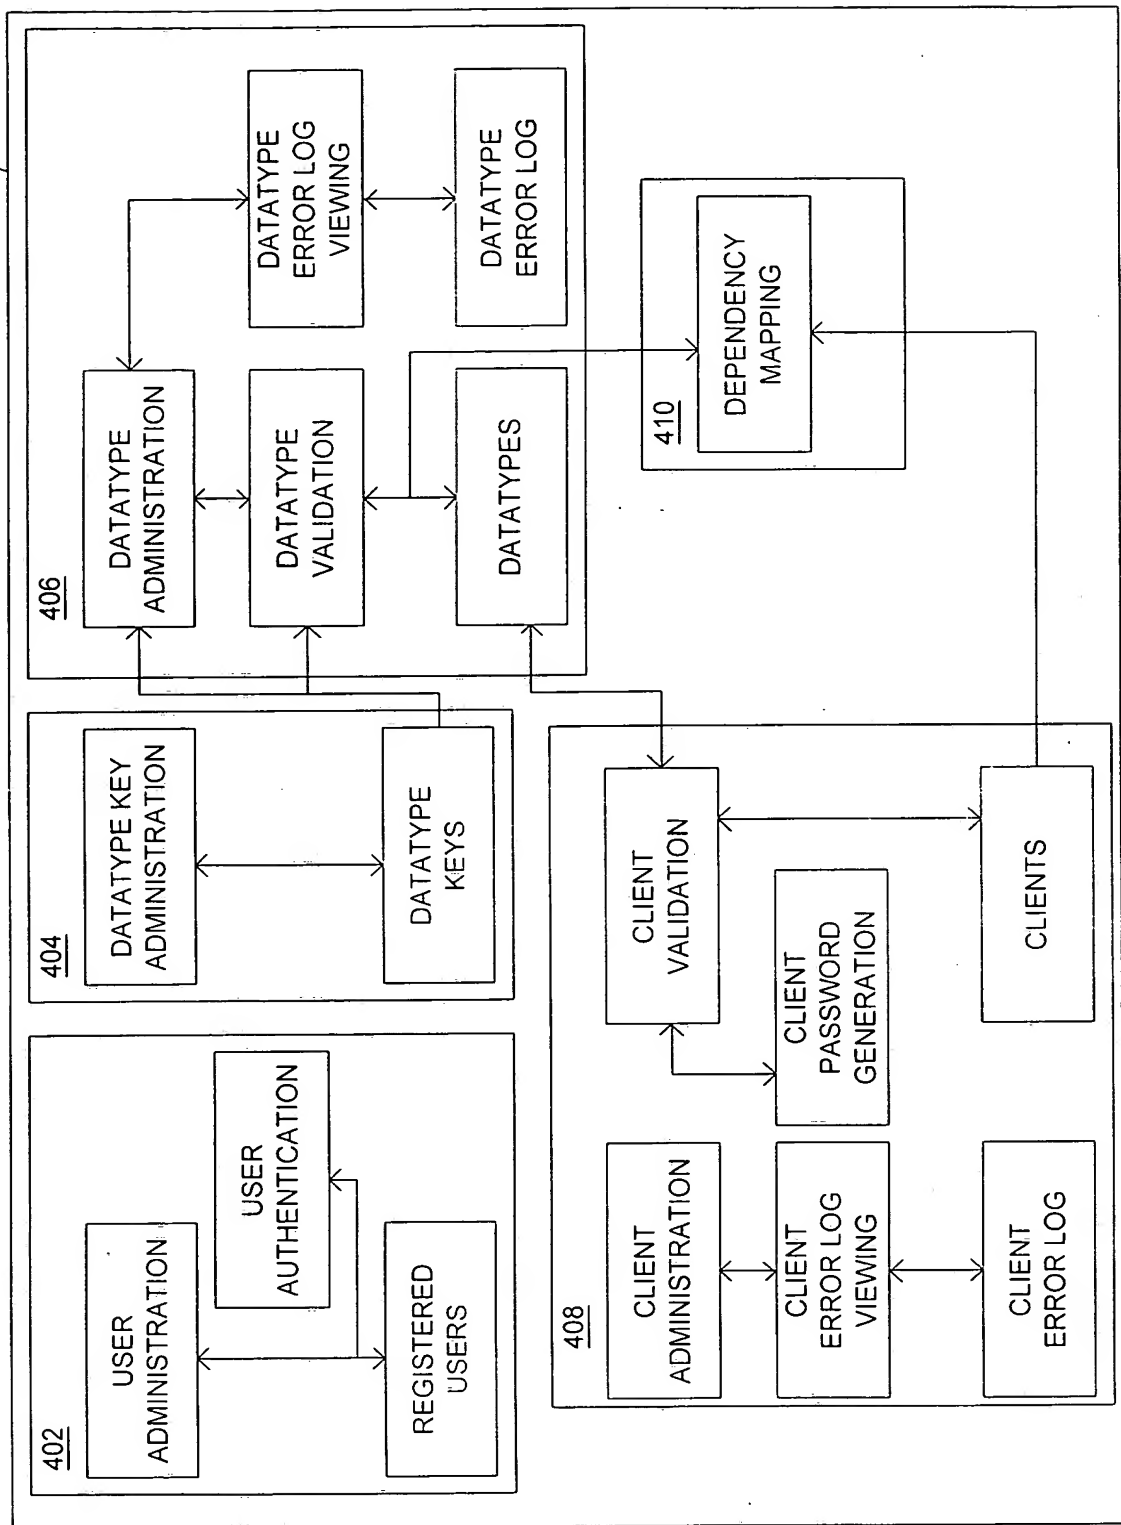 402
USER
ADMINISTRATION
USER
AUTHENTICATION
REGISTERED
USERS
404
DATATYPE KEY
ADMINISTRATION
DATATYPE
KEYS
406
DATATYPE
ADMINISTRATION
DATATYPE
VALIDATION
DATATYPES
DATATYPE
ERROR LOG
VIEWING
DATATYPE
ERROR LOG
408
CLIENT
ADMINISTRATION
CLIENT
ERROR LOG
VIEWING
CLIENT
ERROR LOG
CLIENT
VALIDATION
CLIENT
PASSWORD
GENERATION
CLIENTS
410
DEPENDENCY
MAPPING